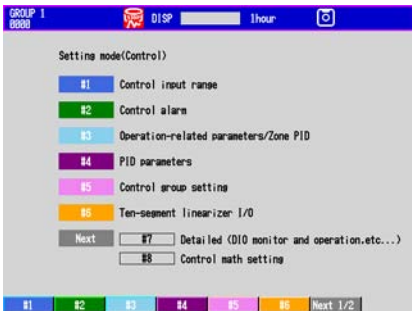 GROUP 1 DISP 1hour
0000
Setting mode(Control)
#1 Control input range
#2 Control alarm
#3 Operation-related parameters/Zone PID
#4 PID parameters
#5 Control group setting
#6 Ten-segment linearizer I/O
Next #7 Detailed (DIO monitor and operation.etc...)
#8 Control math setting
#1 #2 #3 #4 #5 #6 Next 1/2